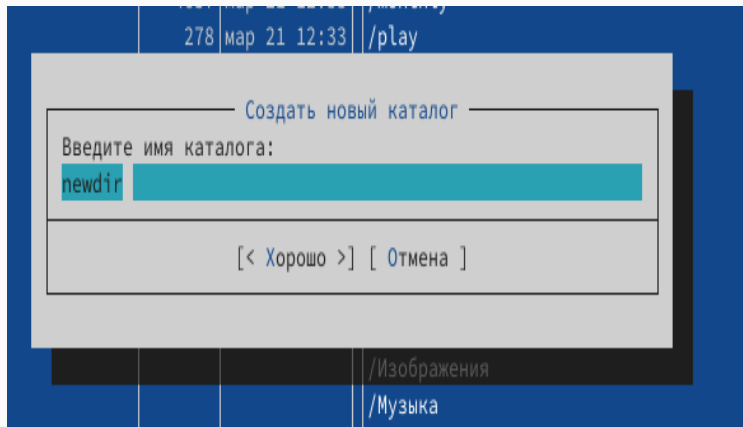 278 мар 21 12:33 /play
Создать новый каталог
Введите имя каталога:
newdir
[< Хорошо >] [ Отмена ]
/Изображения
/Музыка